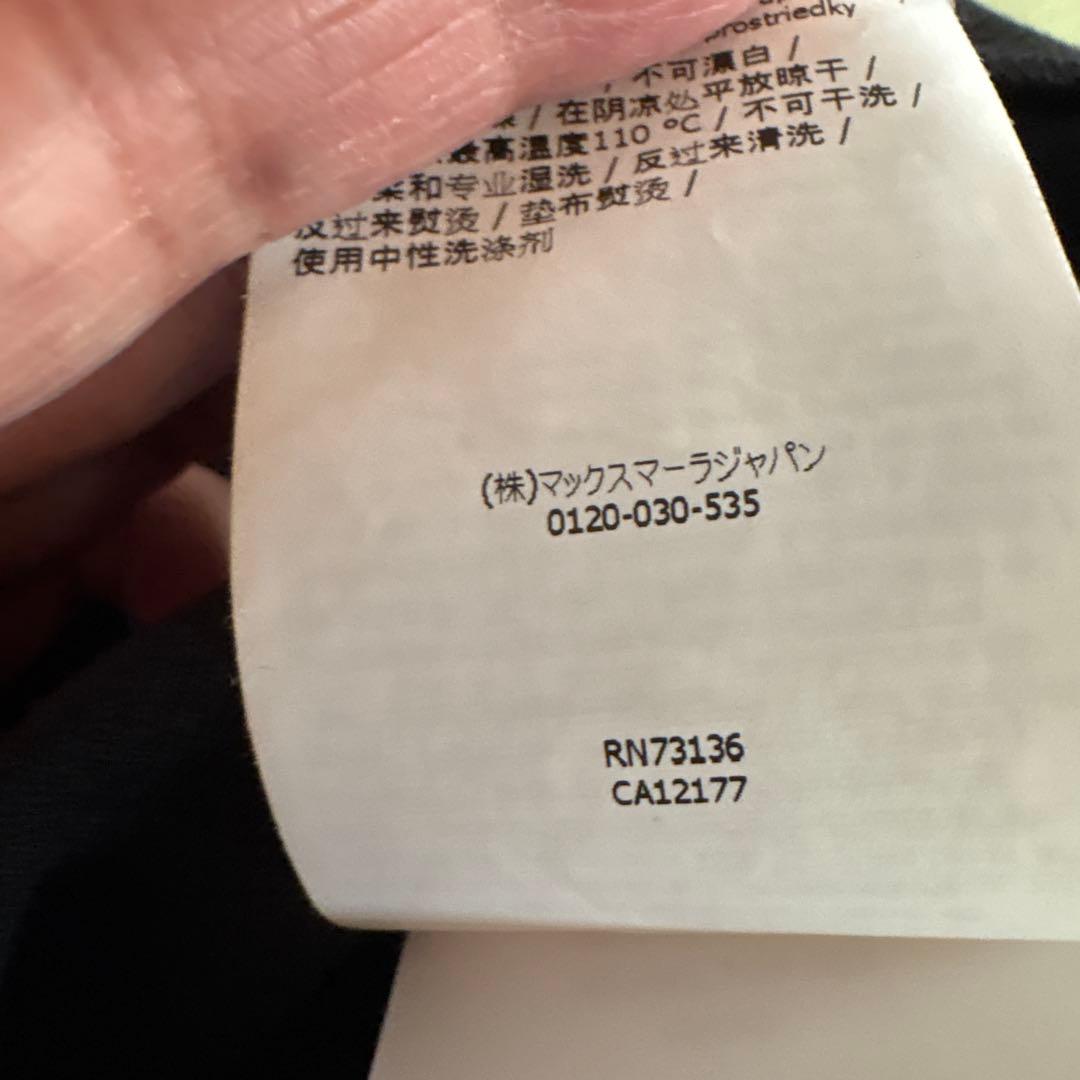 prostriedky
不可漂白 /
/ 在阴凉处平放晾干 /
最高温度110 ºC / 不可干洗 /
柔和专业湿洗 / 反过来清洗 /
反过来熨烫 / 垫布熨烫 /
使用中性洗涤剂
(株)マックスマーラジャパン
0120-030-535
RN73136
CA12177